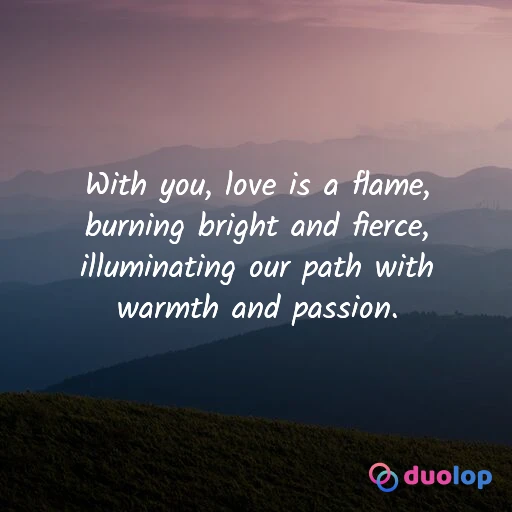 With you, love is a flame,
burning bright and fierce,
illuminating our path with
warmth and passion.
duolop